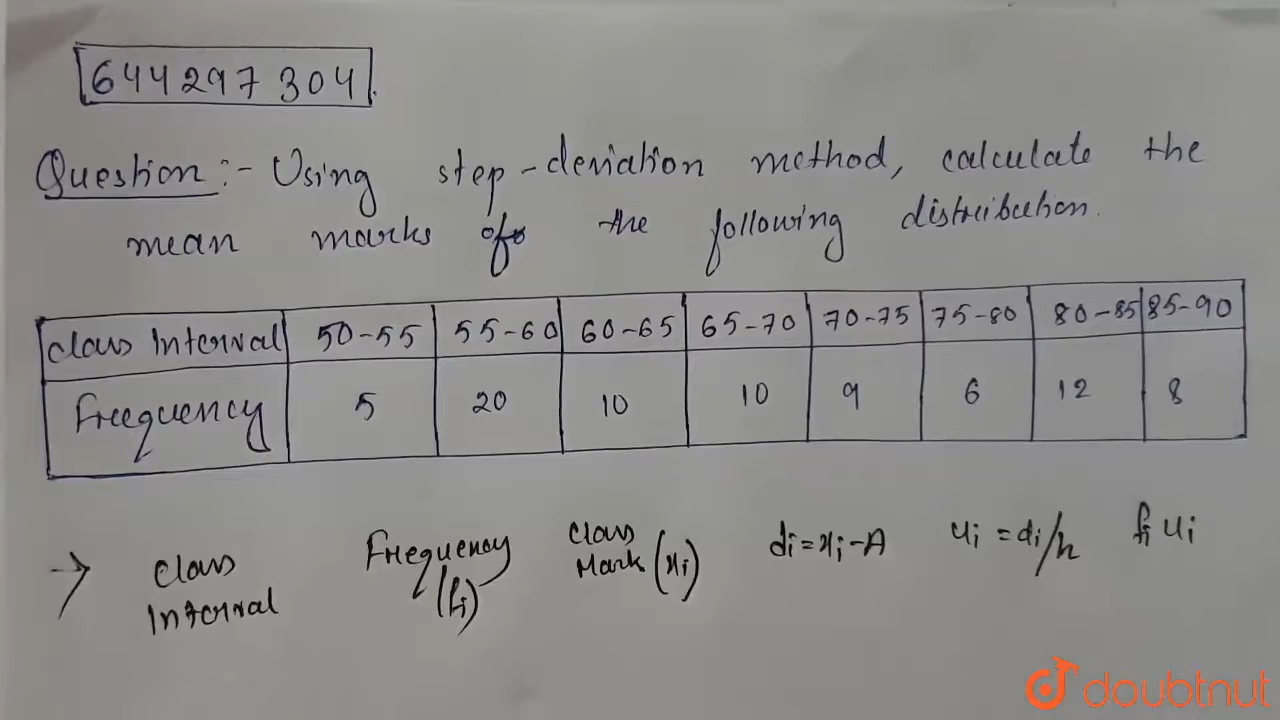 644297304
Question:- Using step-deviation method, calculate the
mean marks of the following distribution.
Class Interval 50-55 55-60 60-65 65-70 70-75 75-80 80-85 85-90
Frequency 5 20 10 10 9 6 12 8
→ Class Interval Frequency (fi) Class Mark (xi) di=xi-A ui=di/h fi ui
doubtnut